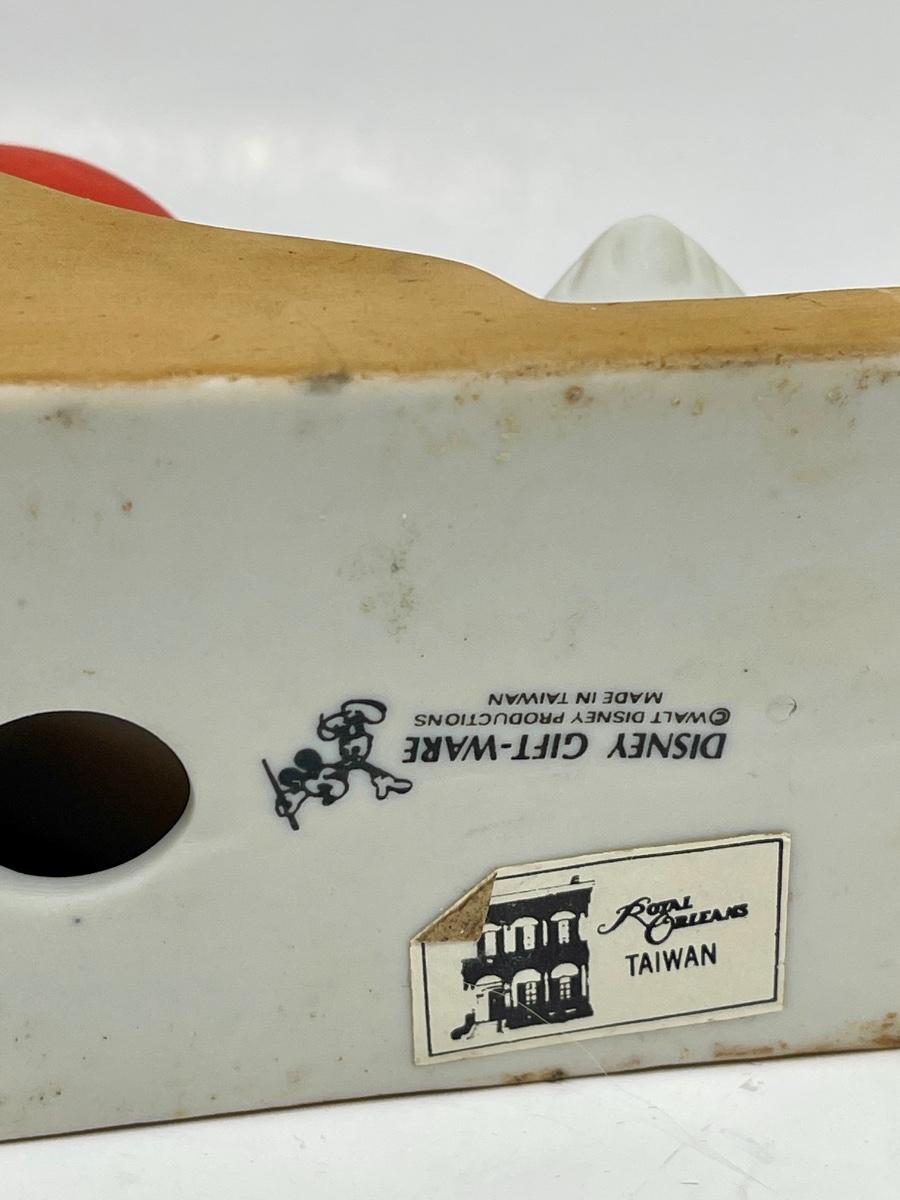 DISNEY GIFT-WARE
©WALT DISNEY PRODUCTIONS
MADE IN TAIWAN
ROYAL
ORLEANS
TAIWAN